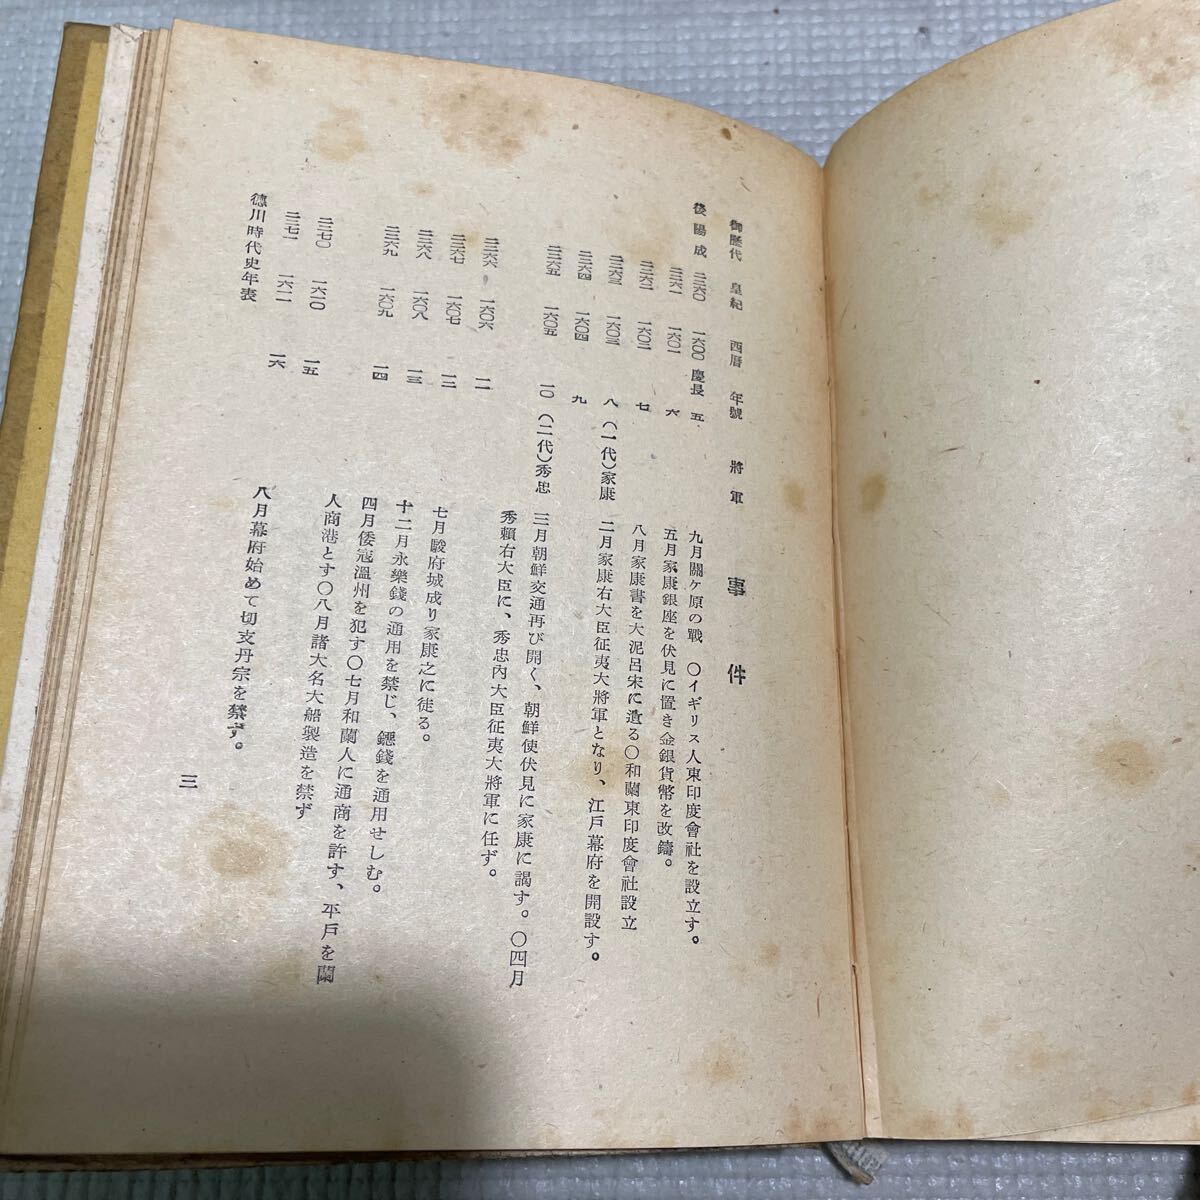 御歷代 皇紀 西曆 年號 將軍 事件
後陽成 二二六〇 一六〇〇 慶長 五 九月關ヶ原の戰 〇イギリス人東印度會社を設立す。
二二六一 一六〇一 六 五月家康銀座を伏見に置き金銀貨幣を改鑄。
二二六二 一六〇二 七 八月家康書を大泥呂宋に遺る〇和蘭東印度會社設立
二二六三 一六〇三 八 (一代)家康 二月家康右大臣征夷大將軍となり、江戸幕府を開設す。
二二六四 一六〇四 九
二二六五 一六〇五 一〇 (二代)秀忠 三月朝鮮交通再び開く、朝鮮使伏見に家康に謁す。〇四月
秀賴右大臣に、秀忠內大臣征夷大將軍に任ず。
二二六六 一六〇六 一一
二二六七 一六〇七 一二 七月駿府城成り家康之に徒る。
二二六八 一六〇八 一三 十二月永樂錢の通用を禁じ、鐚錢を通用せしむ。
二二六九 一六〇九 一四 四月倭寇溫州を犯す〇七月和蘭人に通商を許す、平戸を蘭
人商港とす〇八月諸大名大船製造を禁ず
二二七〇 一六一〇 一五
二二七一 一六一一 一六 八月幕府始めて切支丹宗を禁ず。
德川時代史年表
三